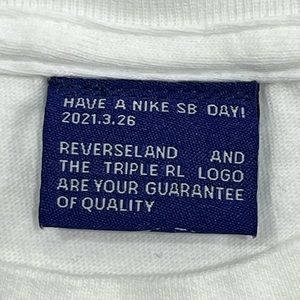 HAVE A NIKE SB DAY!
2021.3.26
REVERSELAND AND
THE TRIPLE RL LOGO
ARE YOUR GUARANTEE
OF QUALITY